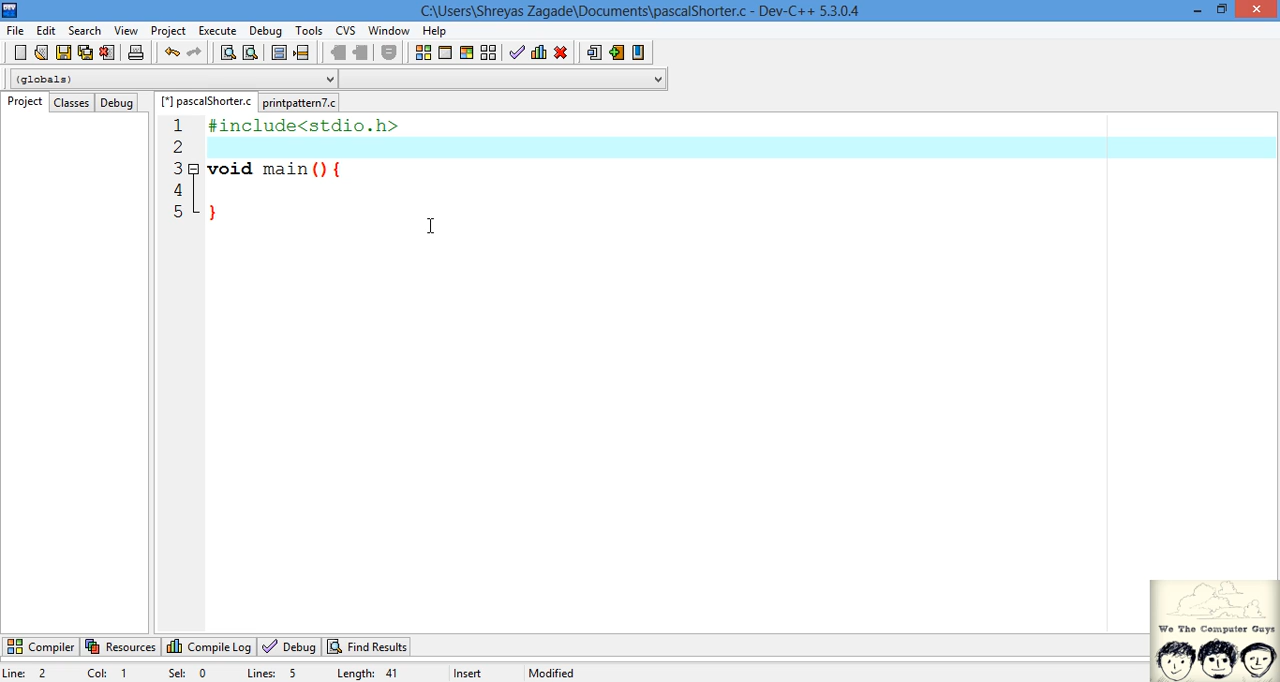 C:\Users\Shreyas Zagade\Documents\pascalShorter.c - Dev-C++ 5.3.0.4
File Edit Search View Project Execute Debug Tools CVS Window Help
(globals)
Project Classes Debug [*] pascalShorter.c printpattern7.c
1 #include<stdio.h>
2
3 void main(){
4
5 }
We The Computer Guys
Compiler Resources Compile Log Debug Find Results
Line: 2 Col: 1 Sel: 0 Lines: 5 Length: 41 Insert Modified